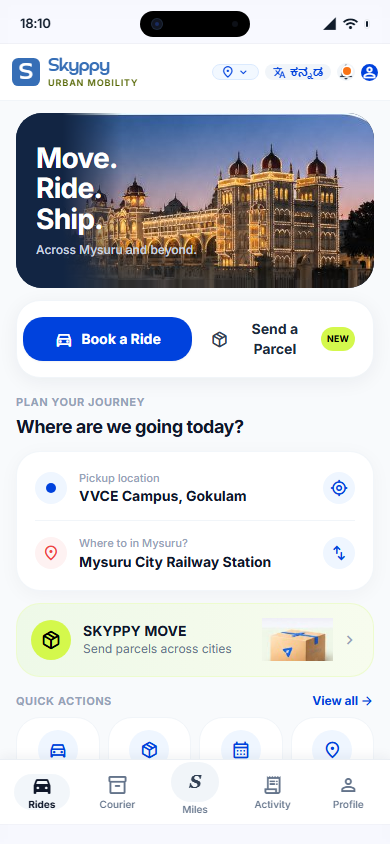 18:10
S Skyppy
URBAN MOBILITY
ಕನ್ನಡ
Move.
Ride.
Ship.
Across Mysuru and beyond.
Book a Ride
Send a
Parcel
NEW
PLAN YOUR JOURNEY
Where are we going today?
Pickup location
VVCE Campus, Gokulam
Where to in Mysuru?
Mysuru City Railway Station
SKYPPY MOVE
Send parcels across cities
QUICK ACTIONS
View all →
Rides
Courier
S
Miles
Activity
Profile